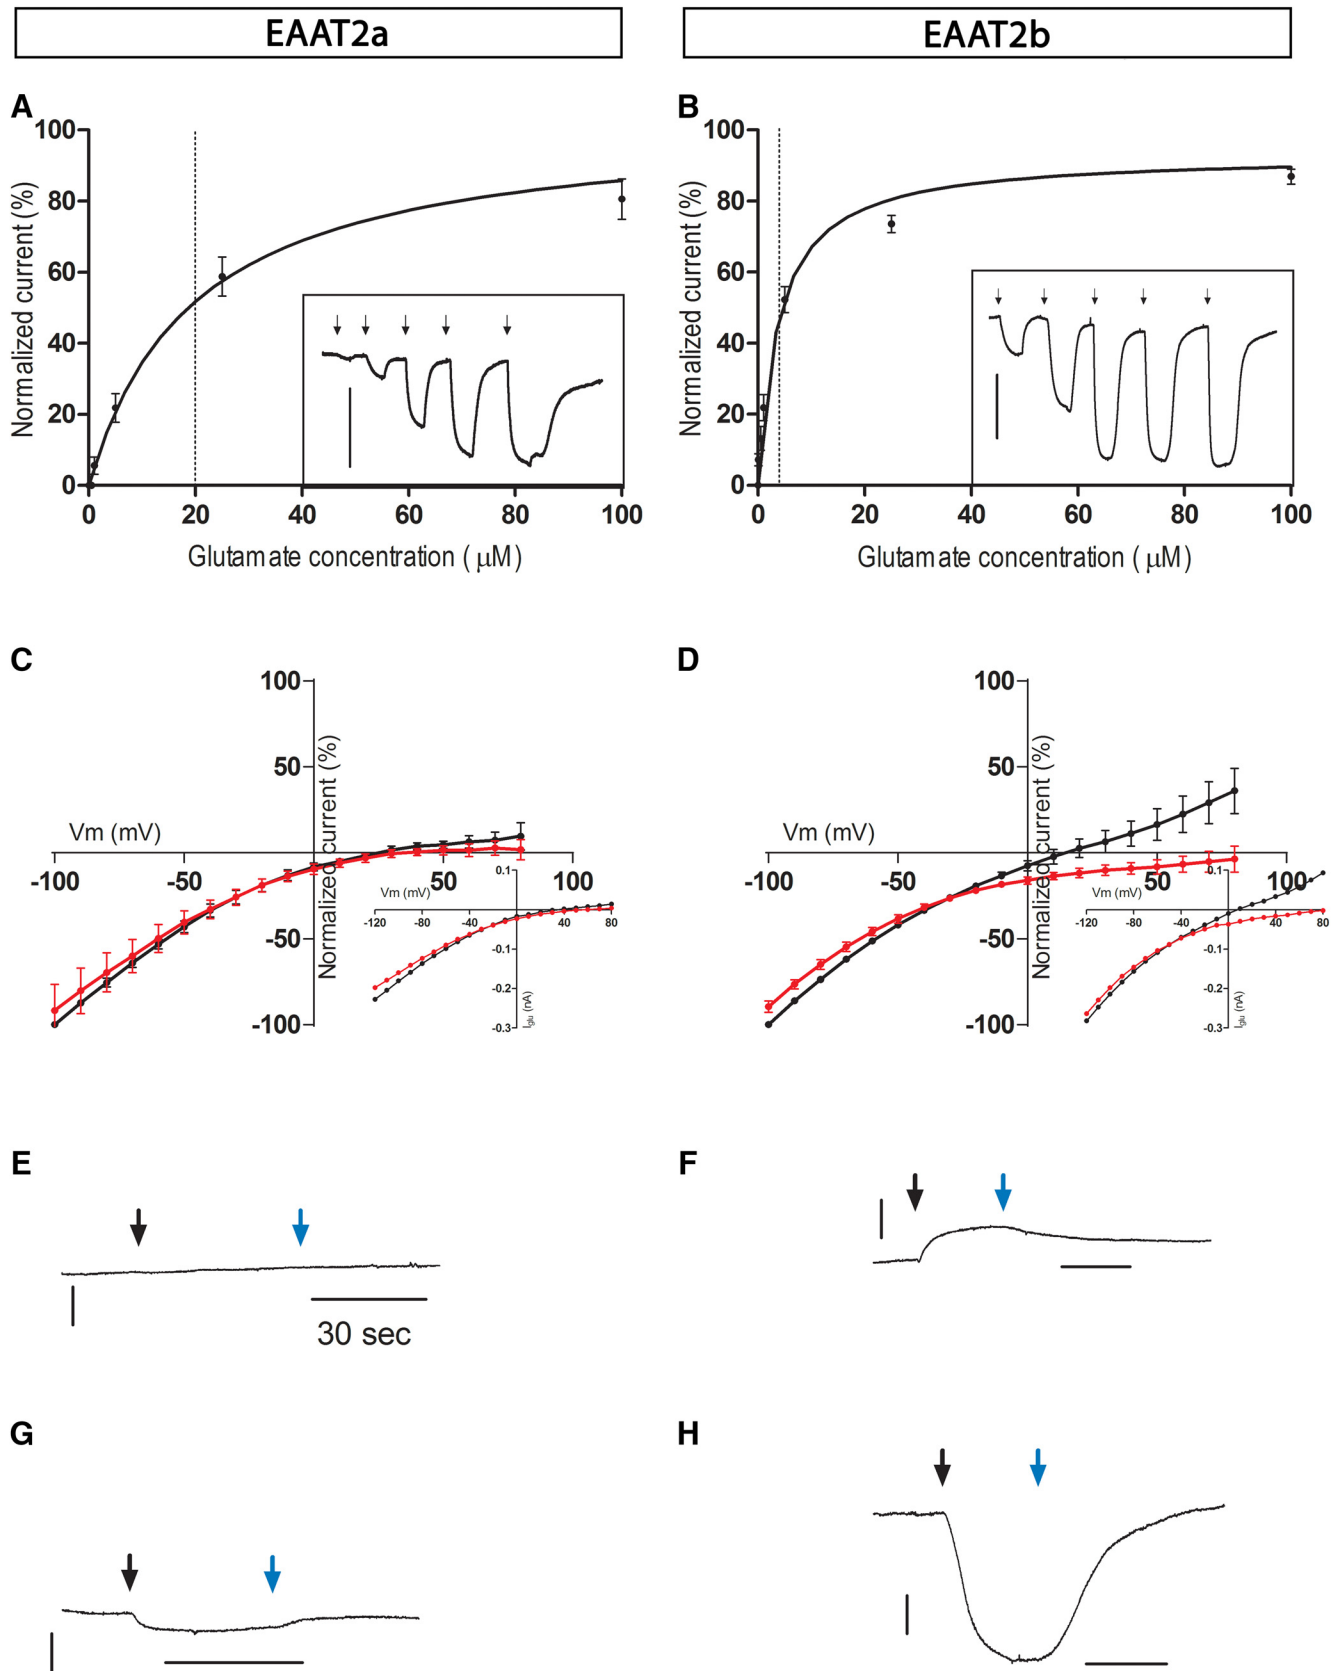 EAAT2a
EAAT2b
A
B
100
80
60
40
20
0
Normalized current (%)
0 20 40 60 80 100
Glutamate concentration ( μM)
100
80
60
40
20
0
Normalized current (%)
0 20 40 60 80 100
Glutamate concentration ( μM)
C
D
100
50
-50
-100
Normalized current (%)
Vm (mV)
-100 -50 50 100
0.1
-0.1
-0.2
-0.3
Vm (mV)
-120 -80 -40 40 80
Iglu (nA)
100
50
-50
-100
Normalized current (%)
Vm (mV)
-100 -50 50 100
0.1
-0.1
-0.2
-0.3
Vm (mV)
-120 -80 -40 40 80
Iglu (nA)
E
F
30 sec
G
H